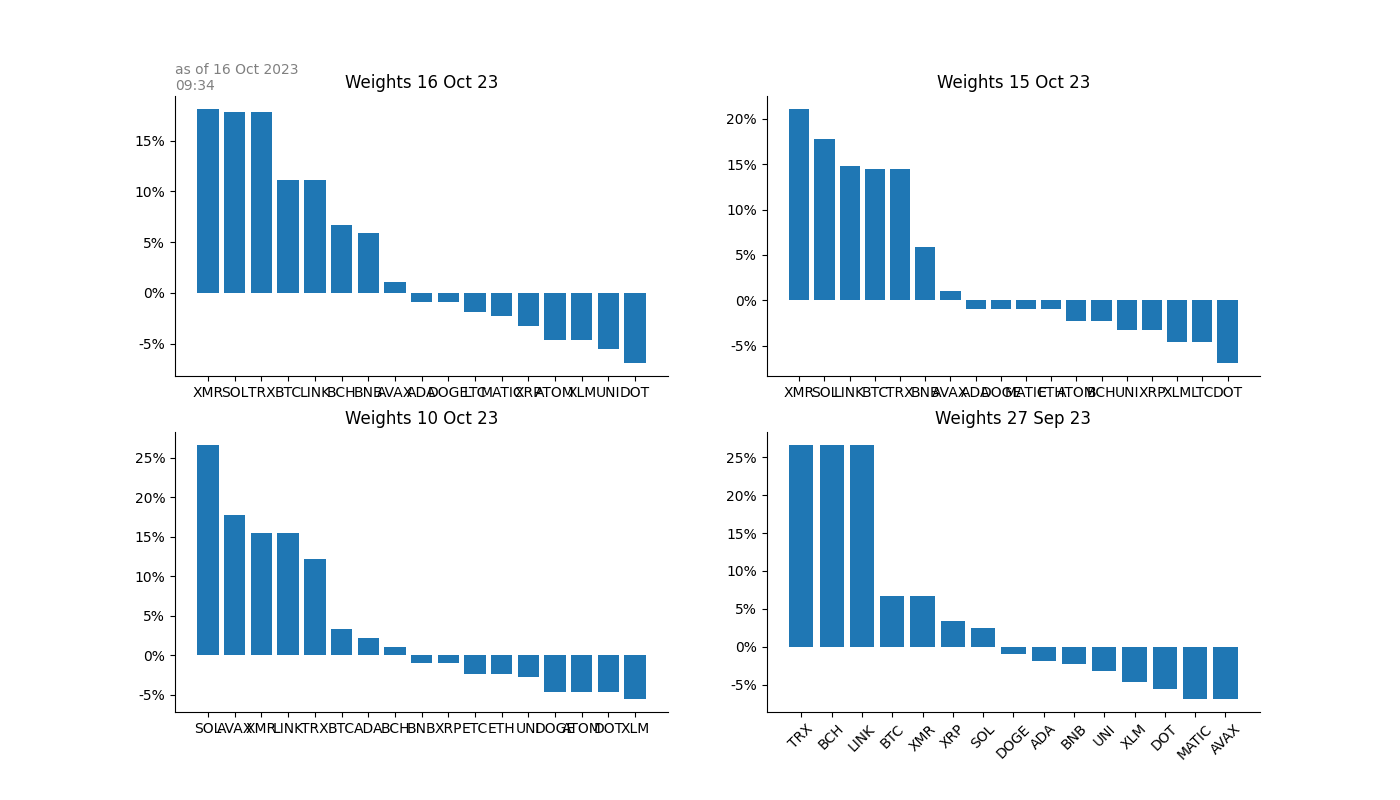 as of 16 Oct 2023
09:34
Weights 16 Oct 23
15%
10%
5%
0%
-5%
XMR SOL TRX BTC LINK BCH BNB AVAX ADA DOGE MATIC XRP ATOM XLM UNI DOT
Weights 15 Oct 23
20%
15%
10%
5%
0%
-5%
XMR SOL LINK BTC TRX BNB AVAX ADA DOGE MATIC ETH ATOM BCH UNI XRP XLM LTC DOT
Weights 10 Oct 23
25%
20%
15%
10%
5%
0%
-5%
SOL AVAX XMR LINK TRX BTC ADA BCH BNB XRP ETC ETH UNI DOGE ATOM DOT XLM
Weights 27 Sep 23
25%
20%
15%
10%
5%
0%
-5%
TRX BCH LINK BTC XMR XRP SOL DOGE ADA BNB UNI XLM DOT MATIC AVAX